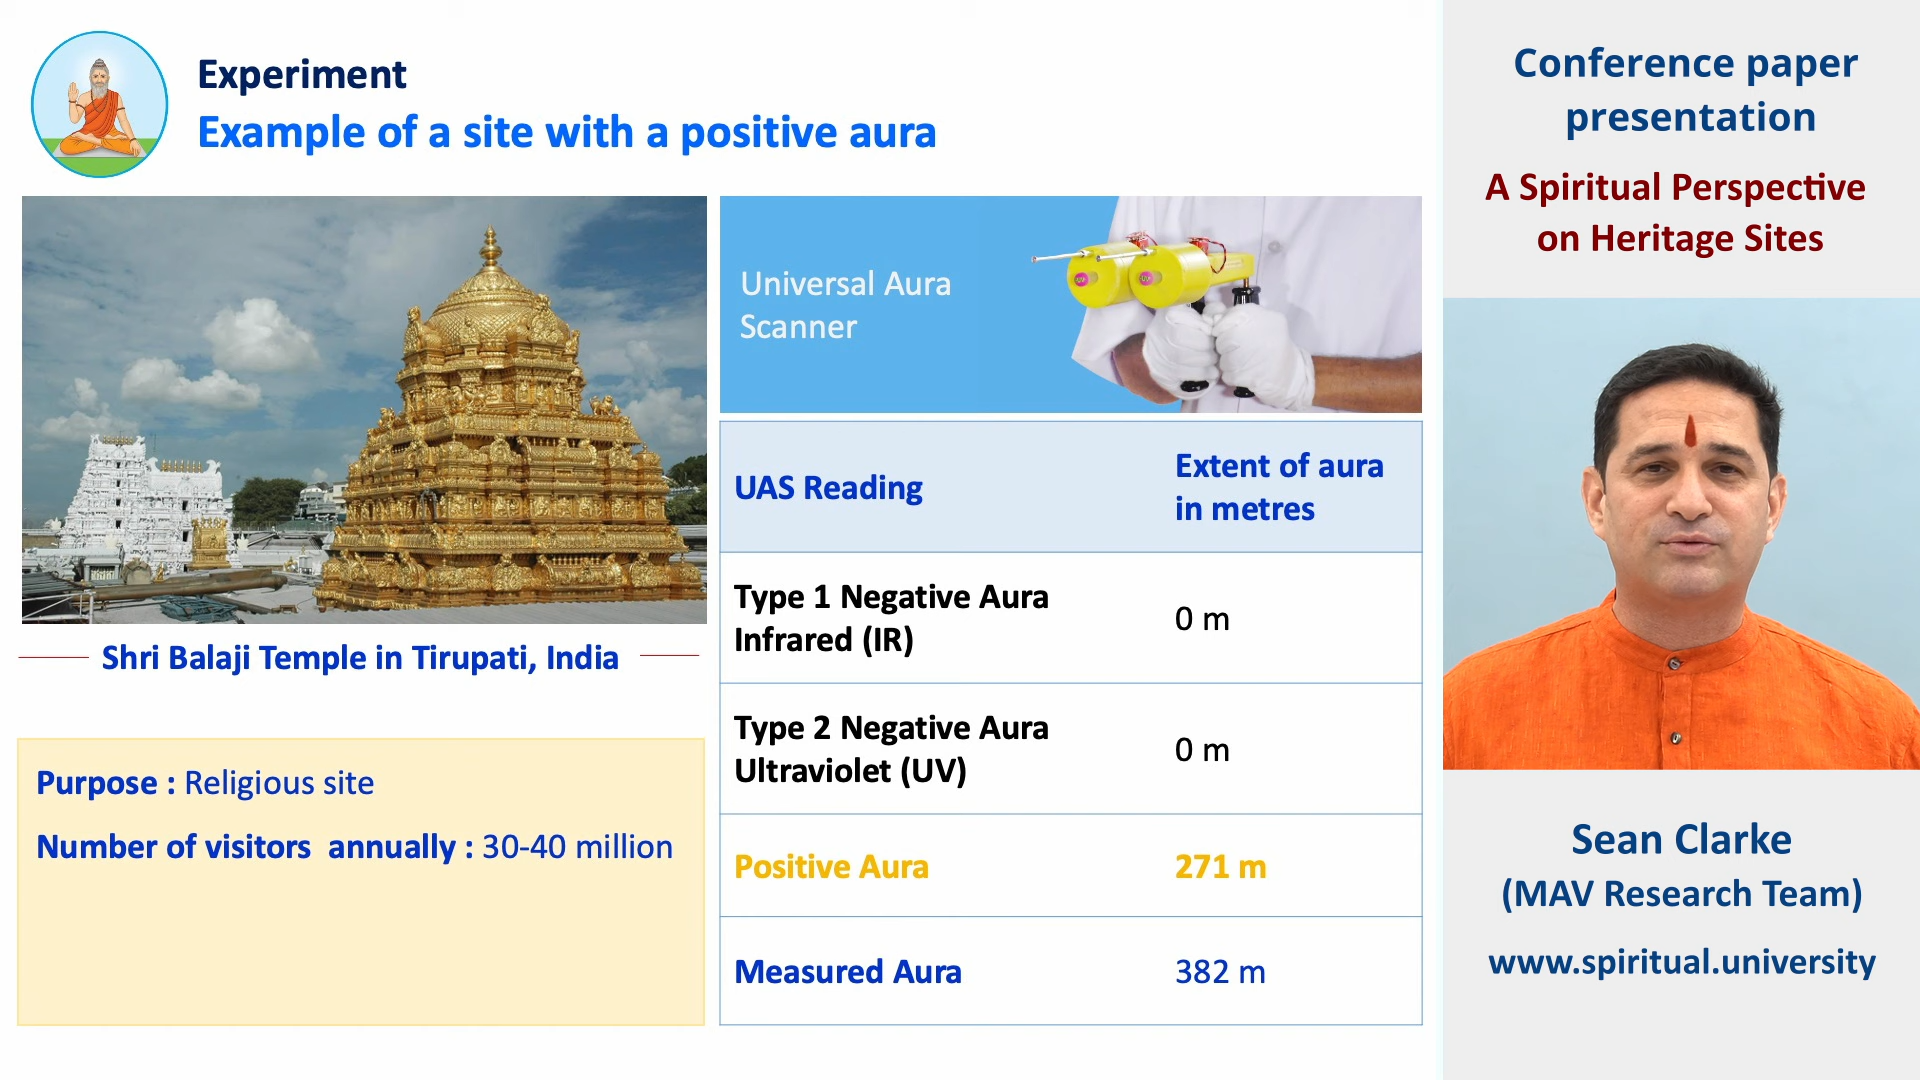 Experiment
Example of a site with a positive aura
Shri Balaji Temple in Tirupati, India
Purpose : Religious site
Number of visitors  annually : 30-40 million
Universal Aura
Scanner
UAS Reading
Extent of aura
in metres
Type 1 Negative Aura
Infrared (IR)
0 m
Type 2 Negative Aura
Ultraviolet (UV)
0 m
Positive Aura
271 m
Measured Aura
382 m
Conference paper
presentation
A Spiritual Perspective
on Heritage Sites
Sean Clarke
(MAV Research Team)
www.spiritual.university